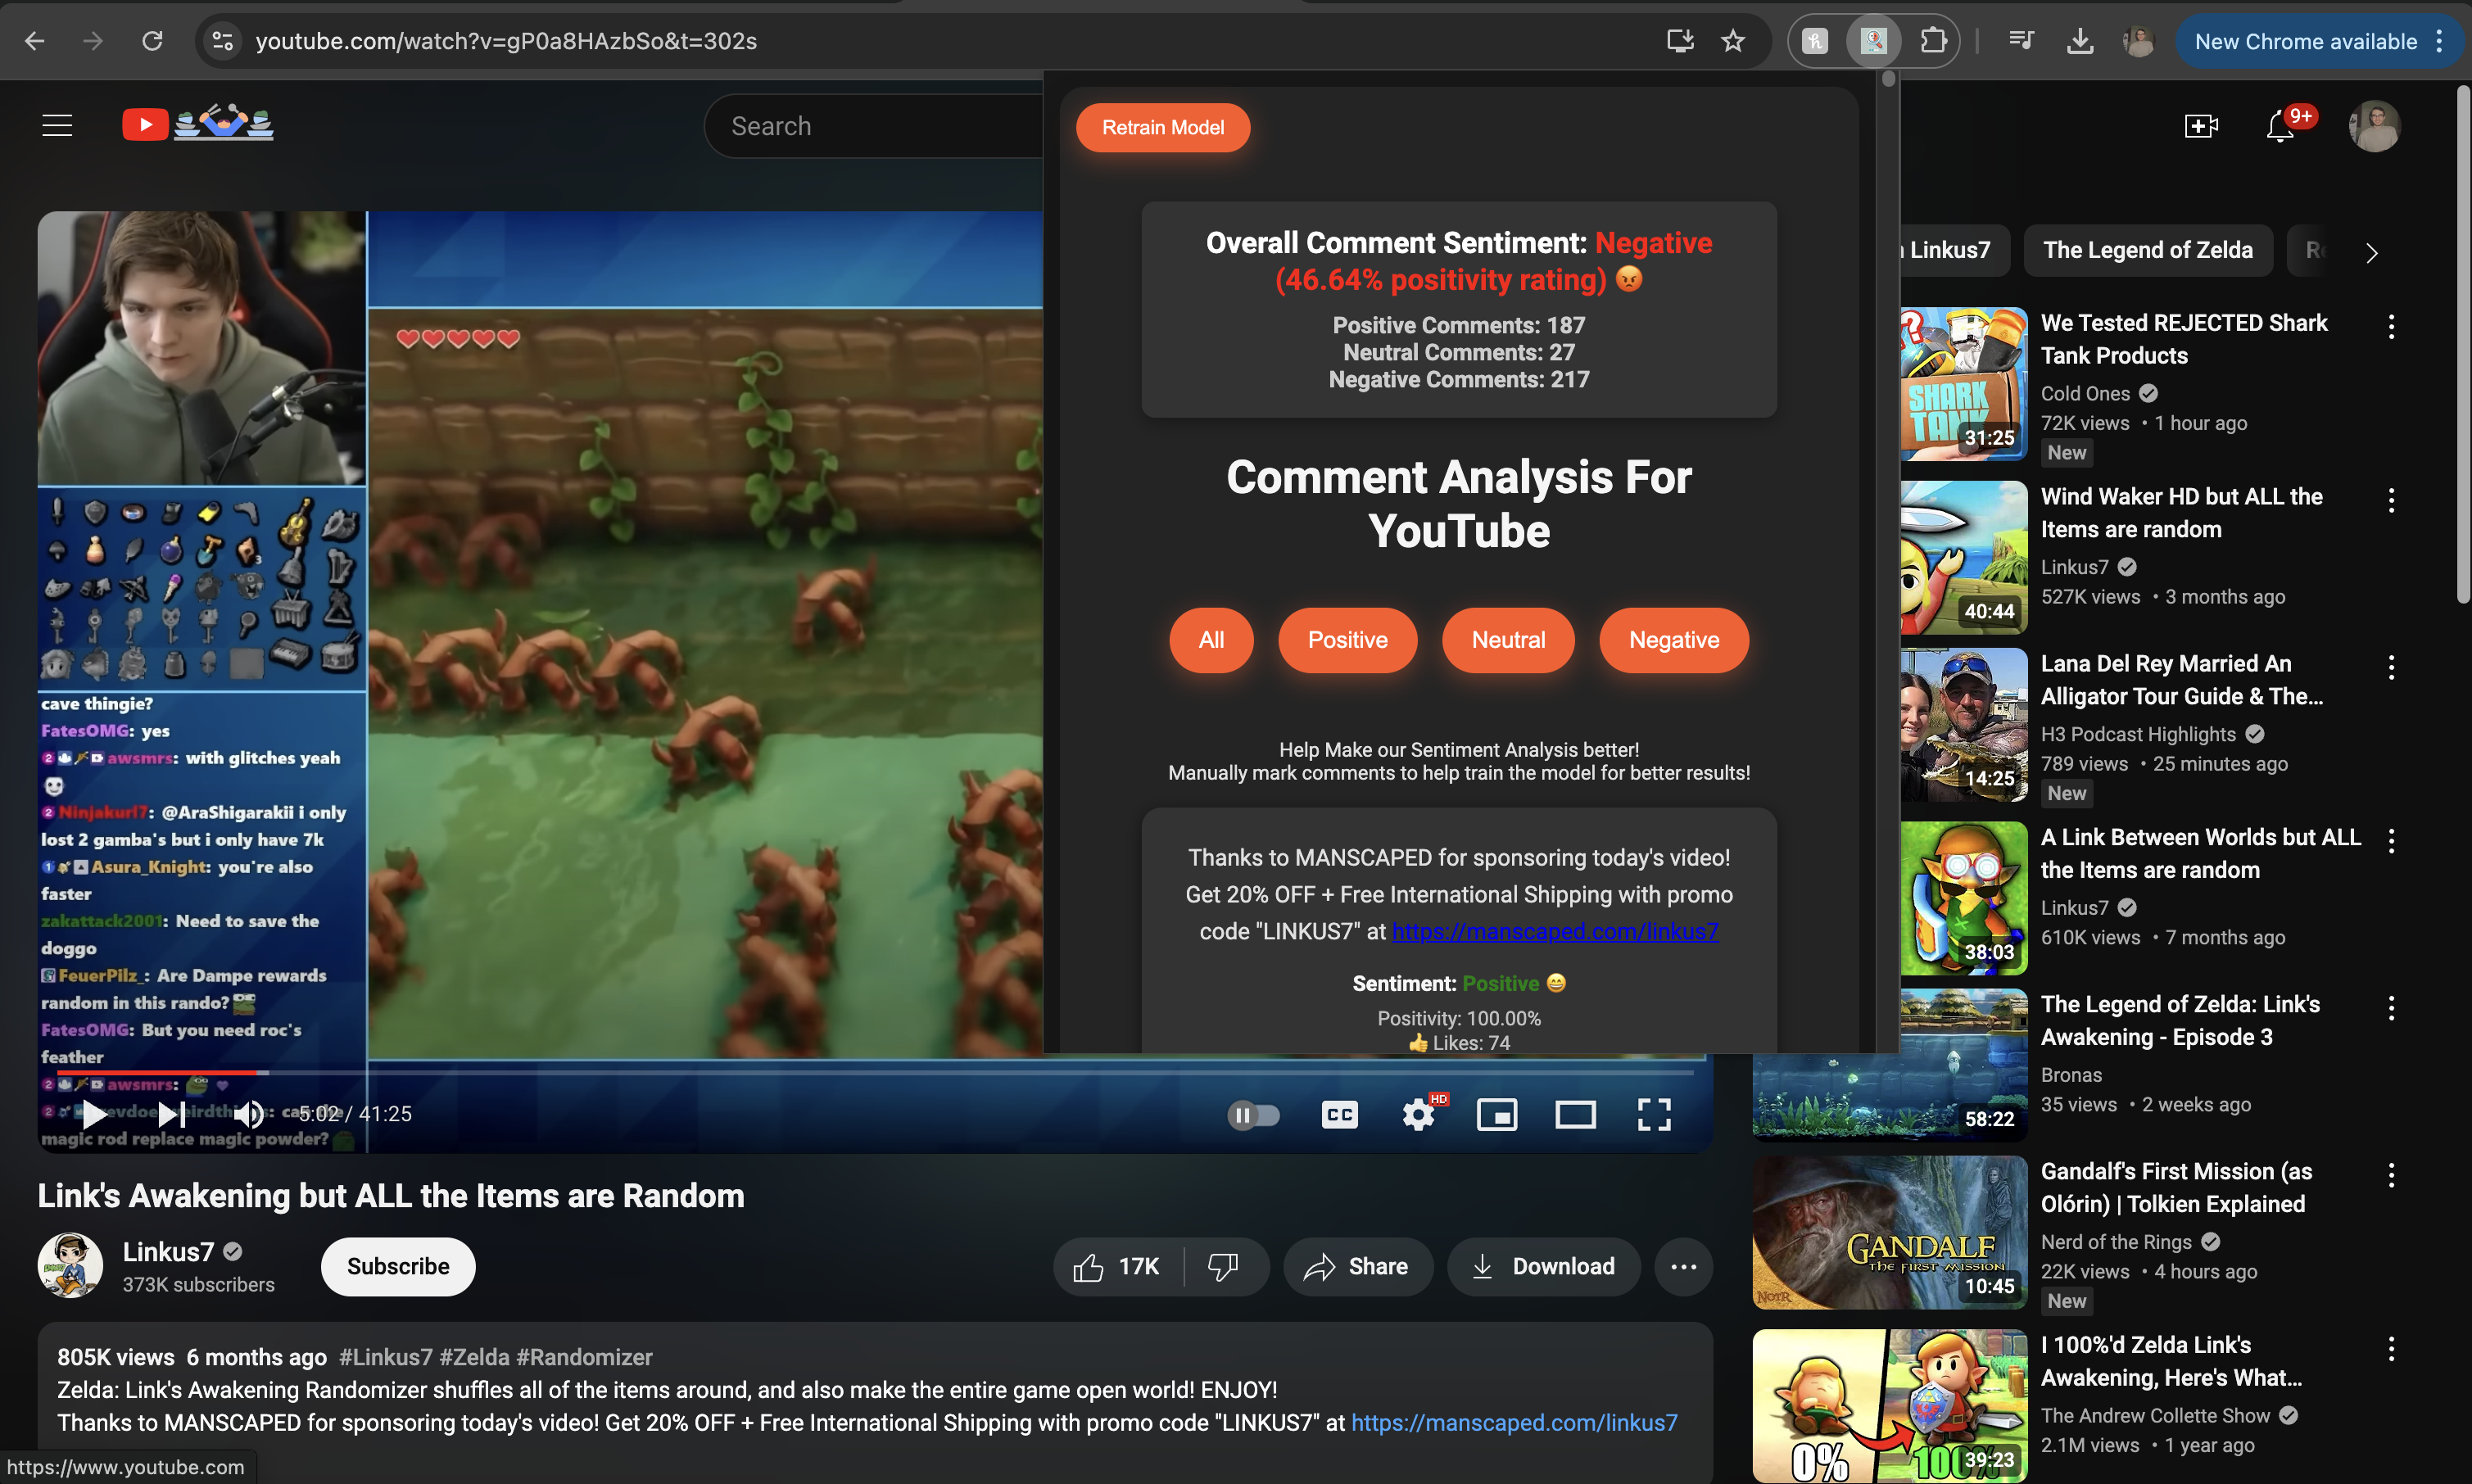 youtube.com/watch?v=gP0a8HAzbSo&t=302s
New Chrome available
Search
9+
Retrain Model
Overall Comment Sentiment: Negative
(46.64% positivity rating) 😡
Positive Comments: 187
Neutral Comments: 27
Negative Comments: 217
Comment Analysis For
YouTube
All
Positive
Neutral
Negative
Help Make our Sentiment Analysis better!
Manually mark comments to help train the model for better results!
Thanks to MANSCAPED for sponsoring today's video!
Get 20% OFF + Free International Shipping with promo
code "LINKUS7" at https://manscaped.com/linkus7
Sentiment: Positive 😄
Positivity: 100.00%
👍 Likes: 74
cave thingie?
FatesOMG: yes
awsmrs: with glitches yeah
Ninjakurl7: @AraShigarakii i only
lost 2 gamba's but i only have 7k
Asura_Knight: you're also
faster
zakattack2001: Need to save the
doggo
FeuerPilz_: Are Dampe rewards
random in this rando?
FatesOMG: But you need roc's
feather
awsmrs:
magic rod replace magic powder?
5:02 / 41:25
CC
HD
Link's Awakening but ALL the Items are Random
Linkus7
373K subscribers
Subscribe
17K
Share
Download
805K views 6 months ago #Linkus7 #Zelda #Randomizer
Zelda: Link's Awakening Randomizer shuffles all of the items around, and also make the entire game open world! ENJOY!
Thanks to MANSCAPED for sponsoring today's video! Get 20% OFF + Free International Shipping with promo code "LINKUS7" at https://manscaped.com/linkus7
https://www.youtube.com
Linkus7
The Legend of Zelda
SHARK
TANK
31:25
We Tested REJECTED Shark
Tank Products
Cold Ones
72K views • 1 hour ago
New
40:44
Wind Waker HD but ALL the
Items are random
Linkus7
527K views • 3 months ago
14:25
Lana Del Rey Married An
Alligator Tour Guide & The...
H3 Podcast Highlights
789 views • 25 minutes ago
New
38:03
A Link Between Worlds but ALL
the Items are random
Linkus7
610K views • 7 months ago
58:22
The Legend of Zelda: Link's
Awakening - Episode 3
Bronas
35 views • 2 weeks ago
GANDALF
THE FIRST MISSION
NotR
10:45
Gandalf's First Mission (as
Olórin) | Tolkien Explained
Nerd of the Rings
22K views • 4 hours ago
New
0%
100%
39:23
I 100%'d Zelda Link's
Awakening, Here's What...
The Andrew Collette Show
2.1M views • 1 year ago